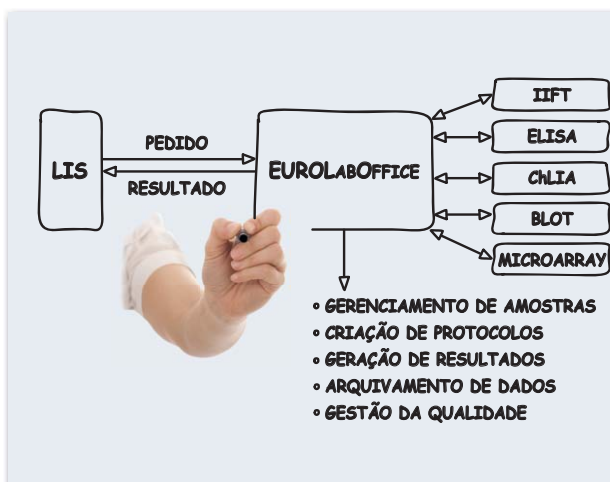 LIS
PEDIDO
RESULTADO
EUROLABOFFICE
IIFT
ELISA
ChLIA
BLOT
MICROARRAY
• GERENCIAMENTO DE AMOSTRAS
• CRIAÇÃO DE PROTOCOLOS
• GERAÇÃO DE RESULTADOS
• ARQUIVAMENTO DE DADOS
• GESTÃO DA QUALIDADE